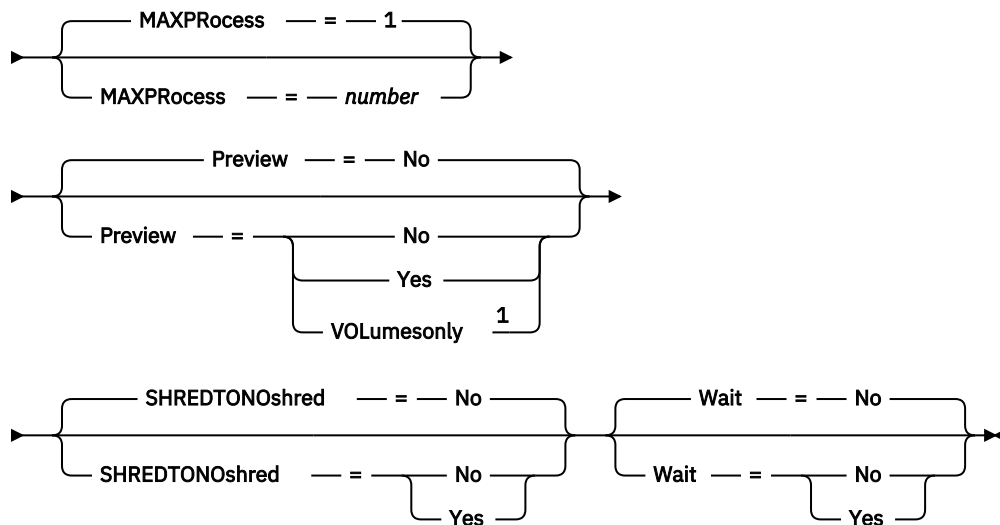 MAXPRocess = 1
MAXPRocess = number
Preview = No
Preview = No
Yes
VOLumesonly 1
SHREDTONOshred = No Wait = No
SHREDTONOshred = No Wait = No
Yes Yes